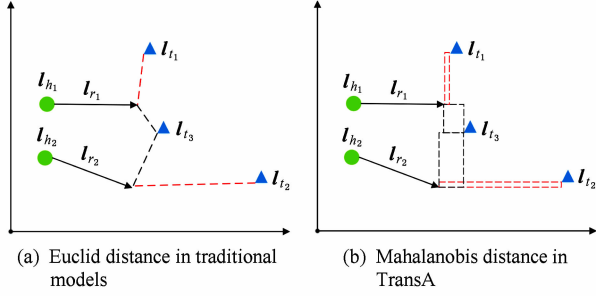 l_{t_1}
l_{h_1}
l_{r_1}
l_{t_3}
l_{h_2}
l_{r_2}
l_{t_2}
(a) Euclid distance in traditional
models
l_{t_1}
l_{h_1}
l_{r_1}
l_{t_3}
l_{h_2}
l_{r_2}
l_{t_2}
(b) Mahalanobis distance in
TransA